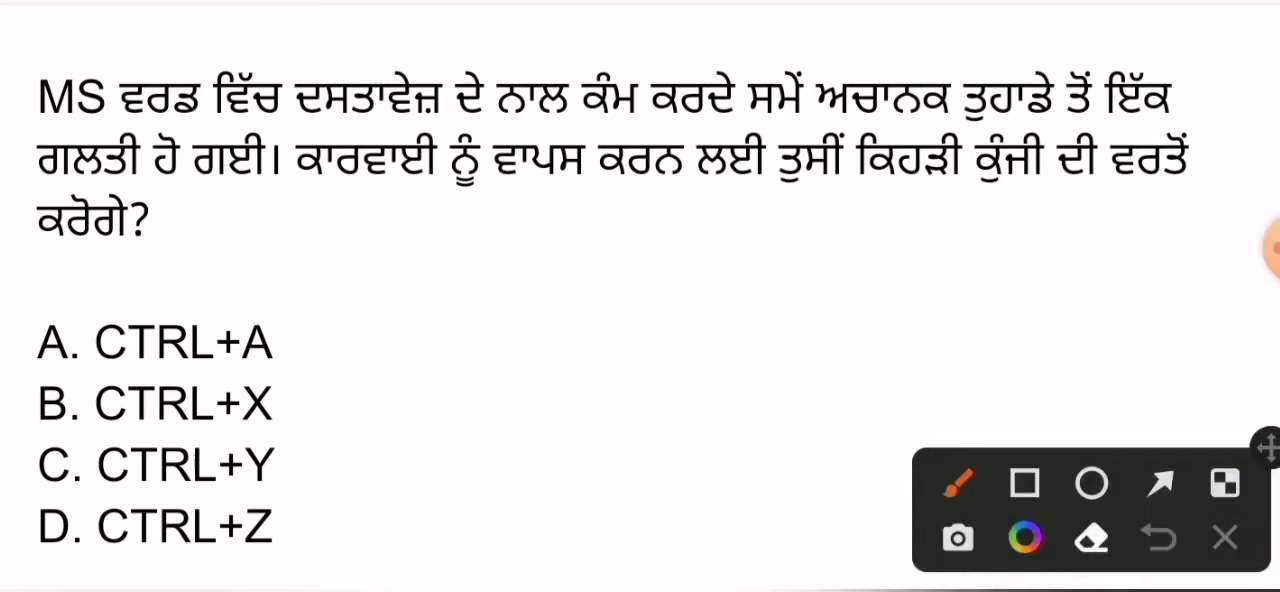 MS ਵਰਡ ਵਿੱਚ ਦਸਤਾਵੇਜ਼ ਦੇ ਨਾਲ ਕੰਮ ਕਰਦੇ ਸਮੇਂ ਅਚਾਨਕ ਤੁਹਾਡੇ ਤੋਂ ਇੱਕ
ਗਲਤੀ ਹੋ ਗਈ। ਕਾਰਵਾਈ ਨੂੰ ਵਾਪਸ ਕਰਨ ਲਈ ਤੁਸੀਂ ਕਿਹੜੀ ਕੁੰਜੀ ਦੀ ਵਰਤੋਂ
ਕਰੋਗੇ?
A. CTRL+A
B. CTRL+X
C. CTRL+Y
D. CTRL+Z